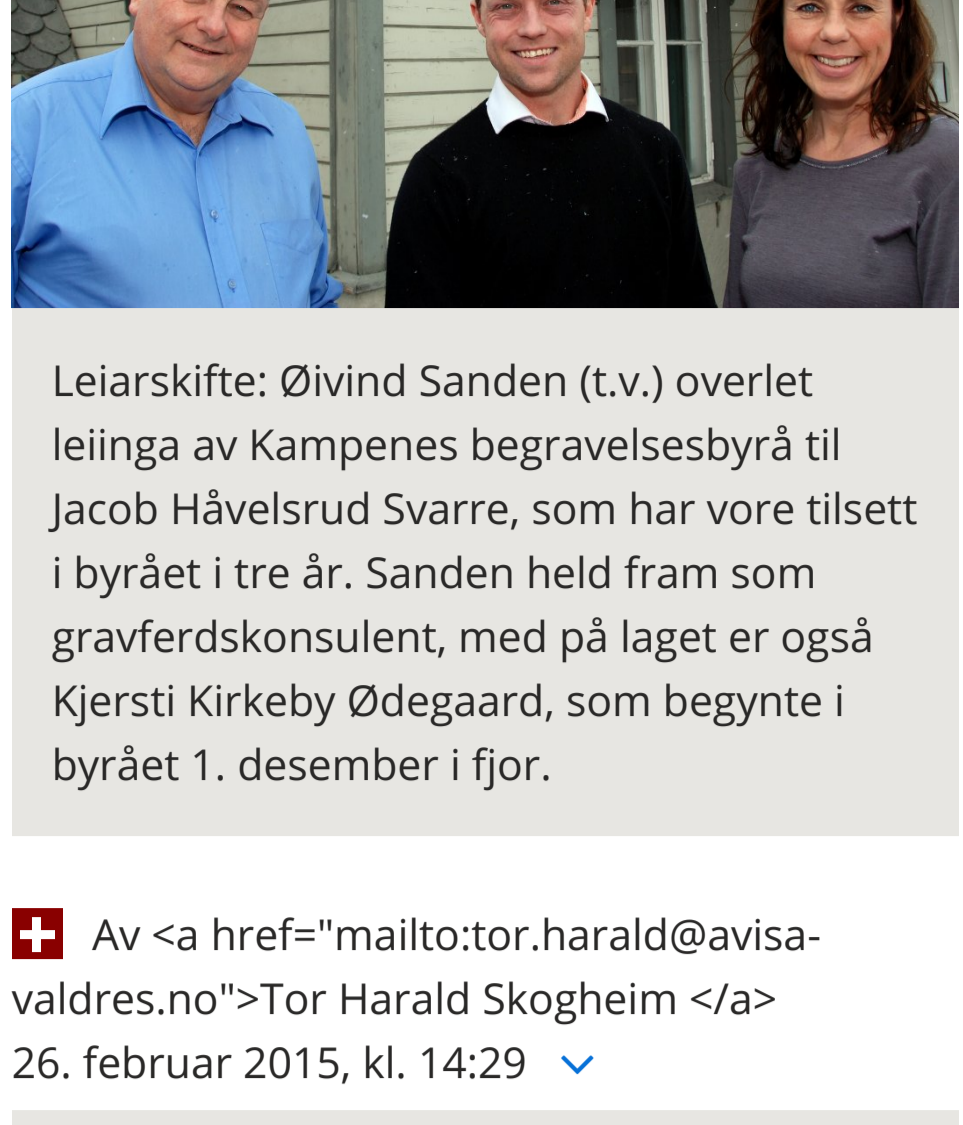 Leiarskifte: Øivind Sanden (t.v.) overlet
leiinga av Kampenes begravelsesbyrå til
Jacob Håvelsrud Svarre, som har vore tilsett
i byrået i tre år. Sanden held fram som
gravferdskonsulent, med på laget er også
Kjersti Kirkeby Ødegaard, som begynte i
byrået 1. desember i fjor.
Av <a href="mailto:tor.harald@avisa-
valdres.no">Tor Harald Skogheim </a>
26. februar 2015, kl. 14:29